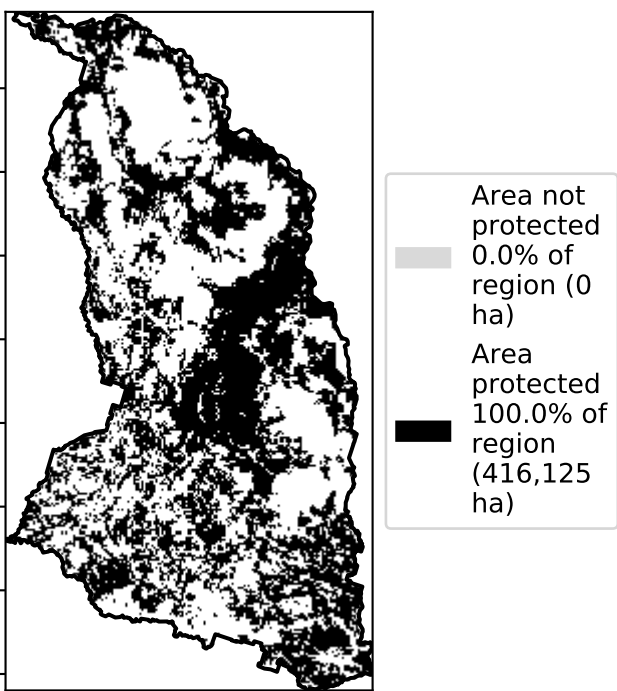 Area not
protected
0.0% of
region (0
ha)
Area
protected
100.0% of
region
(416,125
ha)